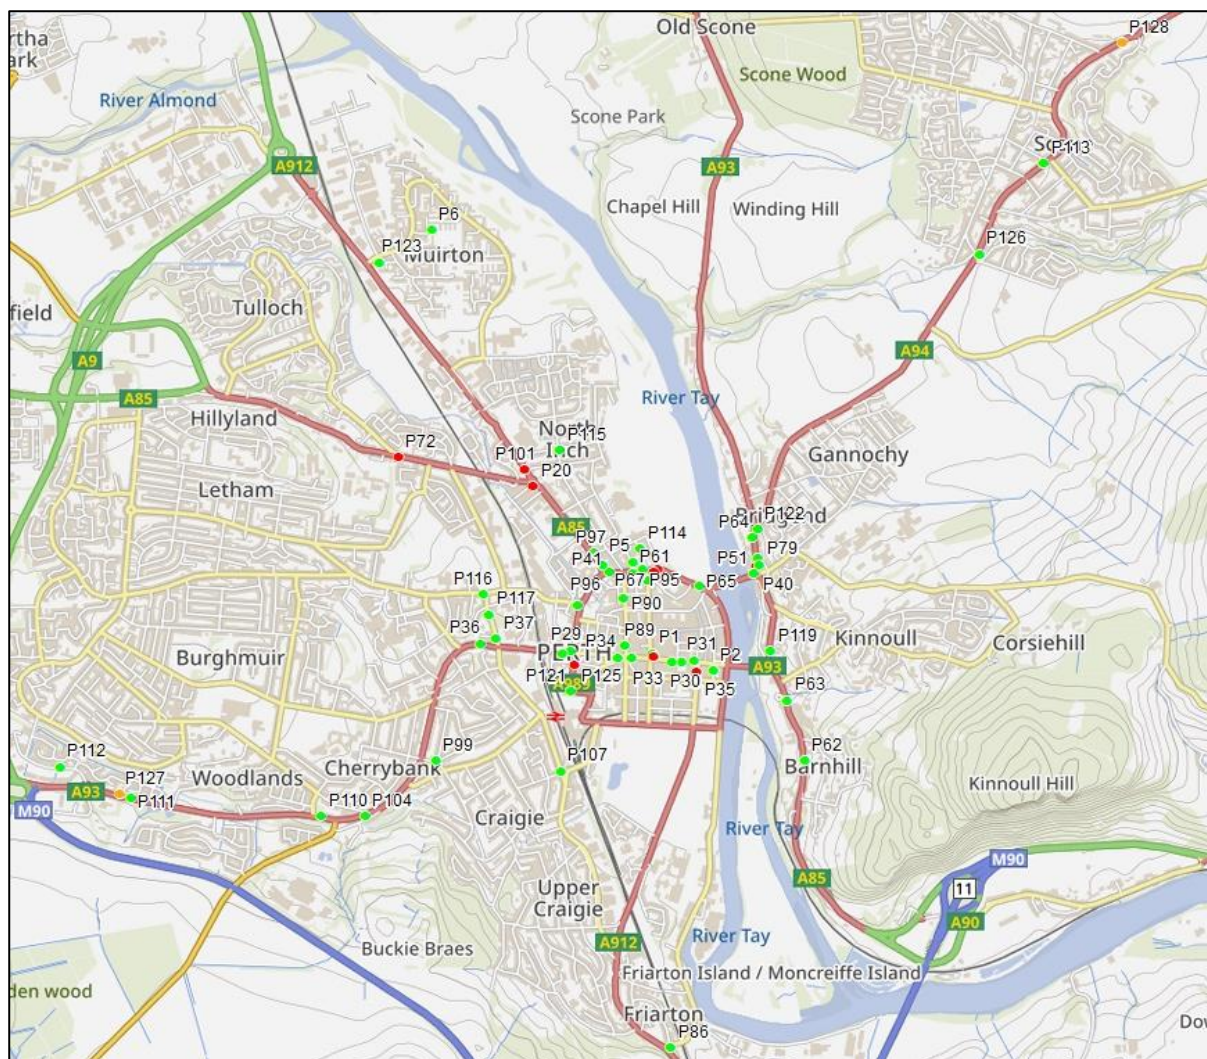 Old Scone
P128
rtha
ark
Scone Wood
River Almond
Scone Park
A912
A93
P113
Chapel Hill
Winding Hill
P6
P126
P123
Muirton
Tulloch
field
A9
A94
A85
River Tay
Hillyland
North
Inch
P115
P72
P101
Gannochy
P20
Letham
P122
A85
P64
P97
P5
P114
P41
P61
P51
P79
P116
P96
P67
P95
P65
P40
P117
P90
P36
P37
P29
P34
P89
P1
P31
P119
Kinnoull
Corsiehill
Burghmuir
PERTH
P2
A93
P121
A989
P125
P33
P30
P35
P63
P112
P99
P62
P127
Woodlands
Cherrybank
P107
Barnhill
Kinnoull Hill
A93
P111
M90
P110
P104
Craigie
River Tay
M90
A85
11
Upper
Craigie
A90
Buckie Braes
A912
River Tay
Friarton Island / Moncreiffe Island
den wood
Friarton
P86
Dov